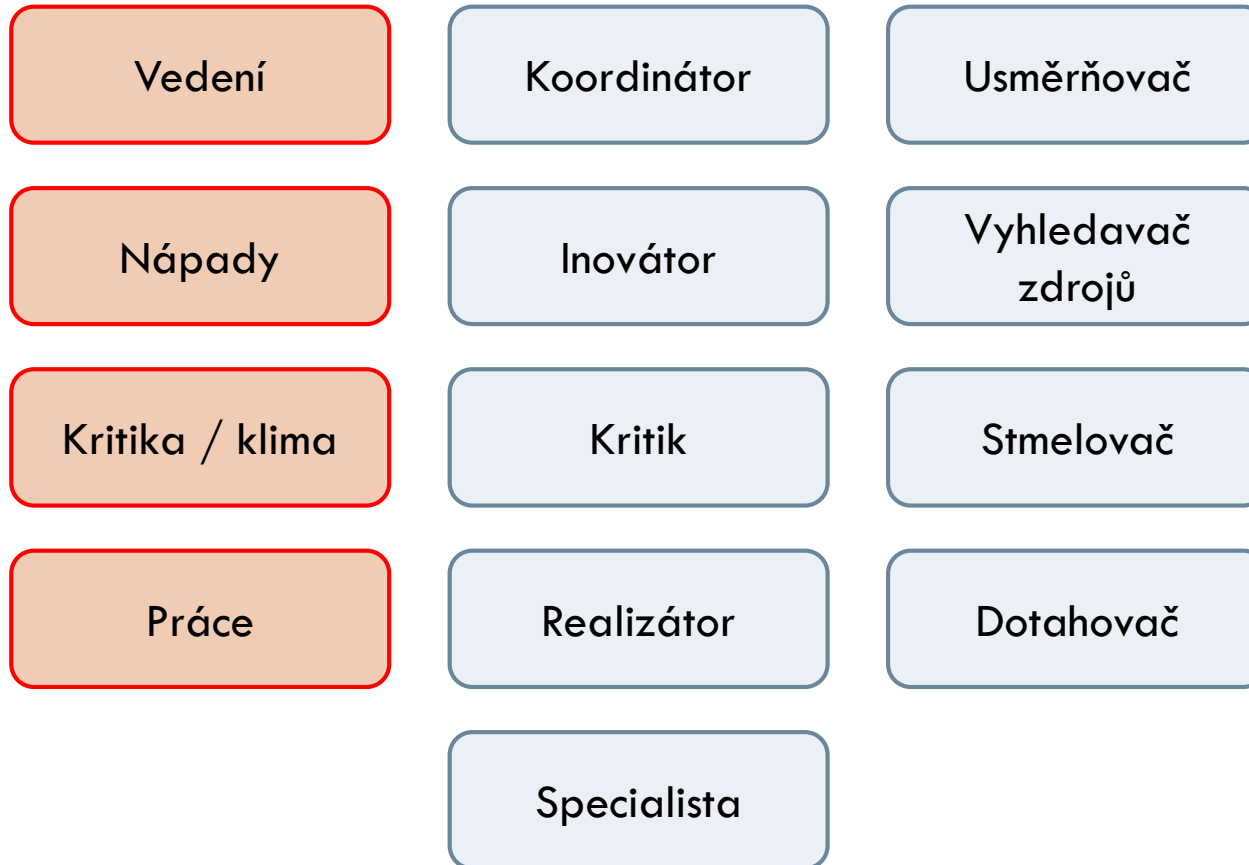 Vedení
Koordinátor
Usměrňovač
Nápady
Inovátor
Vyhledavač
zdrojů
Kritika / klima
Kritik
Stmelovač
Práce
Realizátor
Dotahovač
Specialista